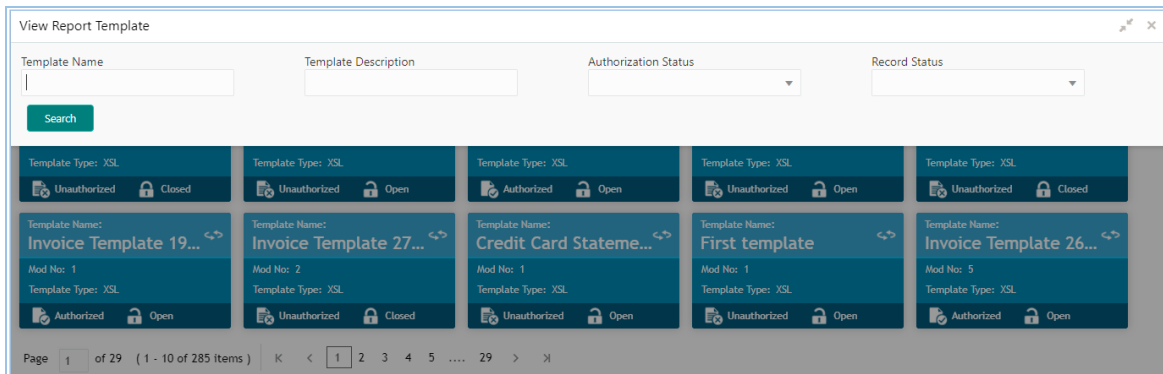 View Report Template
Template Name Template Description Authorization Status Record Status
Search
Template Type: XSL Template Type: XSL Template Type: XSL Template Type: XSL Template Type: XSL
Unauthorized Closed Unauthorized Open Authorized Open Unauthorized Open Unauthorized Closed
Template Name: Template Name: Template Name: Template Name: Template Name:
Invoice Template 19... Invoice Template 27... Credit Card Stateme... First template Invoice Template 26...
Mod No: 1 Mod No: 2 Mod No: 1 Mod No: 1 Mod No: 5
Template Type: XSL Template Type: XSL Template Type: XSL Template Type: XSL Template Type: XSL
Authorized Open Unauthorized Closed Unauthorized Open Unauthorized Open Authorized Open
Page 1 of 29 ( 1 - 10 of 285 items ) 1 2 3 4 5 .... 29